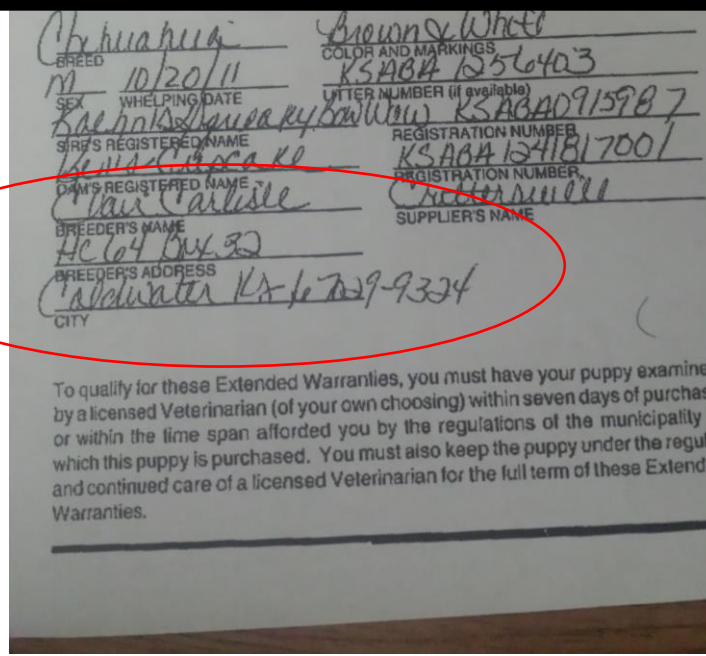 Chihuahua Brown & White
BREED COLOR AND MARKINGS
M 10/20/11 KSABA 1256403
SEX WHELPING DATE LITTER NUMBER (if available)
Bow Wow KSABA0915987
SIRE'S REGISTERED NAME REGISTRATION NUMBER
Cupcake KSABA 1241817001
DAM'S REGISTERED NAME REGISTRATION NUMBER
Clair Carlisle
BREEDER'S NAME SUPPLIER'S NAME
HC 64 Box 32
BREEDER'S ADDRESS
Coldwater KS 67029-9324
CITY
To qualify for these Extended Warranties, you must have your puppy examine
by a licensed Veterinarian (of your own choosing) within seven days of purchas
or within the time span afforded you by the regulations of the municipality
which this puppy is purchased. You must also keep the puppy under the regul
and continued care of a licensed Veterinarian for the full term of these Extend
Warranties.